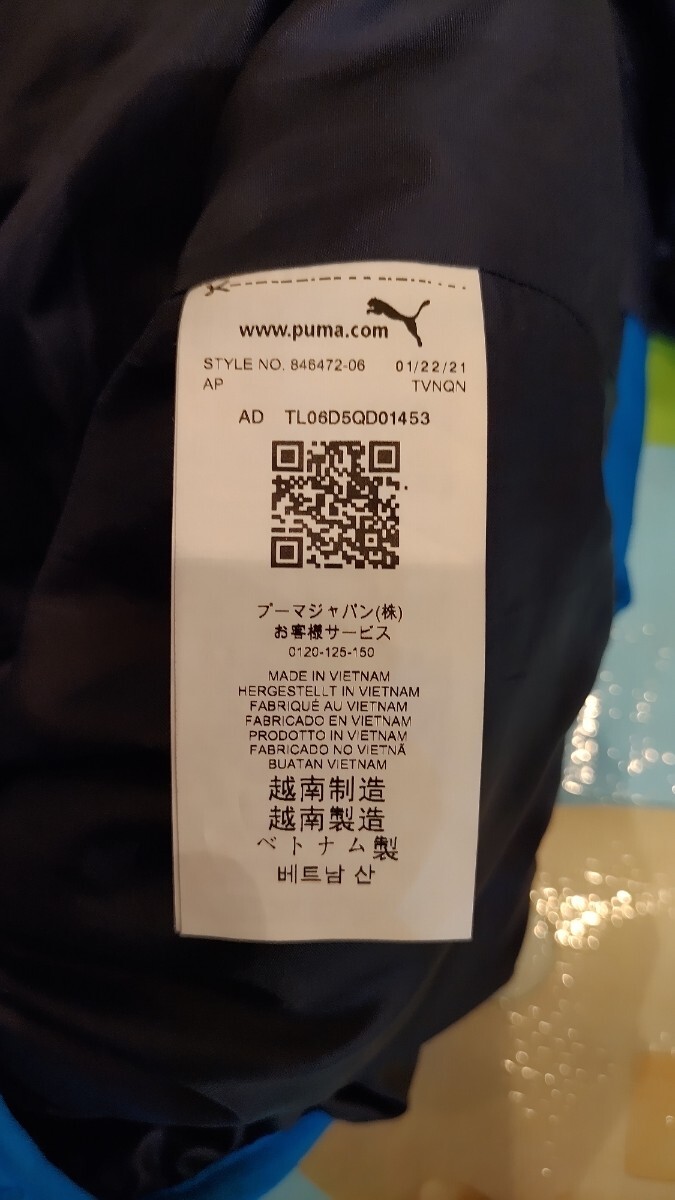 www.puma.com
STYLE NO. 846472-06 01/22/21
AP TVNQN
AD TL06D5QD01453
プーマジャパン(株)
お客様サービス
0120-125-150
MADE IN VIETNAM
HERGESTELLT IN VIETNAM
FABRIQUÉ AU VIETNAM
FABRICADO EN VIETNAM
PRODOTTO IN VIETNAM
FABRICADO NO VIETNÃ
BUATAN VIETNAM
越南制造
越南製造
ベトナム製
베트남 산